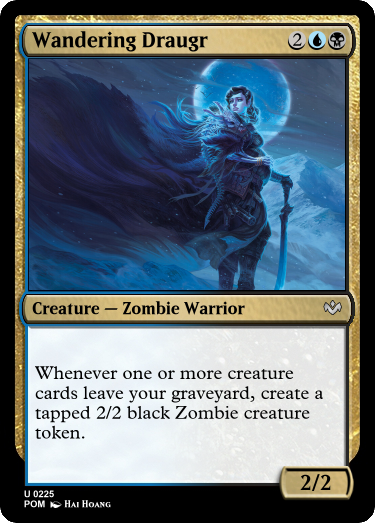 Wandering Draugr 2
Creature — Zombie Warrior
Whenever one or more creature
cards leave your graveyard, create a
tapped 2/2 black Zombie creature
token.
2/2
U 0225
POM Hai Hoang